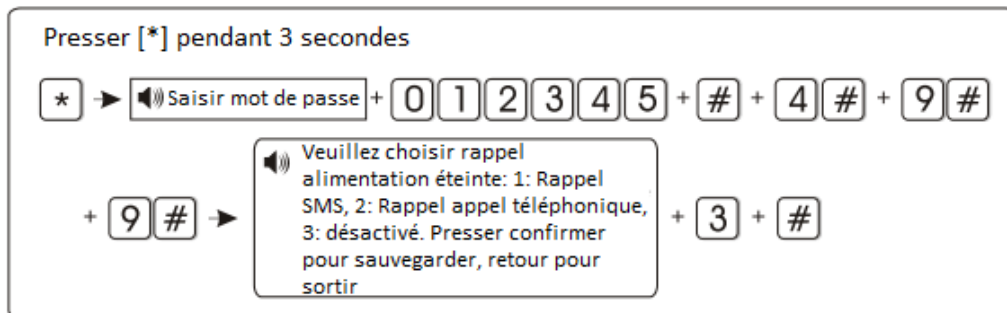 Presser [*] pendant 3 secondes
* Saisir mot de passe + 0 1 2 3 4 5 + # + 4 # + 9 #
+ 9 #
Veuillez choisir rappel
alimentation éteinte: 1: Rappel
SMS, 2: Rappel appel téléphonique,
3: désactivé. Presser confirmer
pour sauvegarder, retour pour
sortir
+ 3 + #